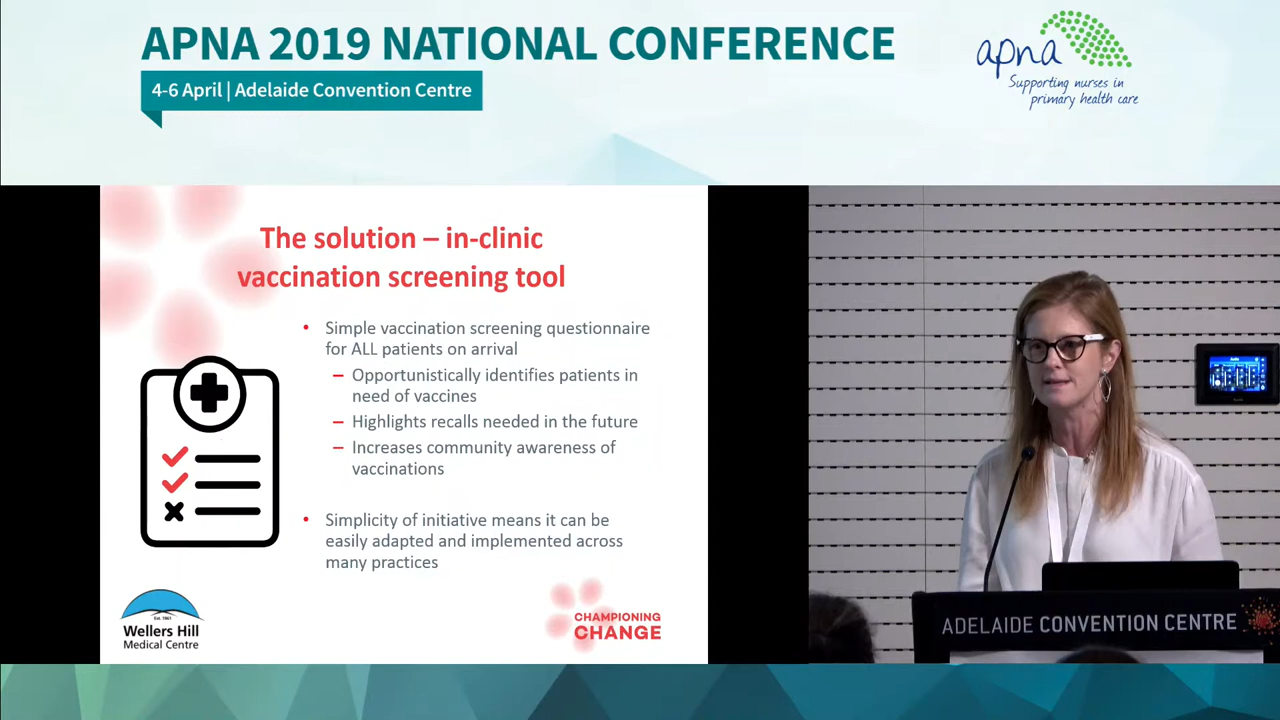 APNA 2019 NATIONAL CONFERENCE
4-6 April | Adelaide Convention Centre
apna
Supporting nurses in
primary health care
The solution – in-clinic
vaccination screening tool
• Simple vaccination screening questionnaire
for ALL patients on arrival
– Opportunistically identifies patients in
need of vaccines
– Highlights recalls needed in the future
– Increases community awareness of
vaccinations
• Simplicity of initiative means it can be
easily adapted and implemented across
many practices
Est. 1961
Wellers Hill
Medical Centre
CHAMPIONING
CHANGE
Audio
ADELAIDE CONVENTION CENTRE